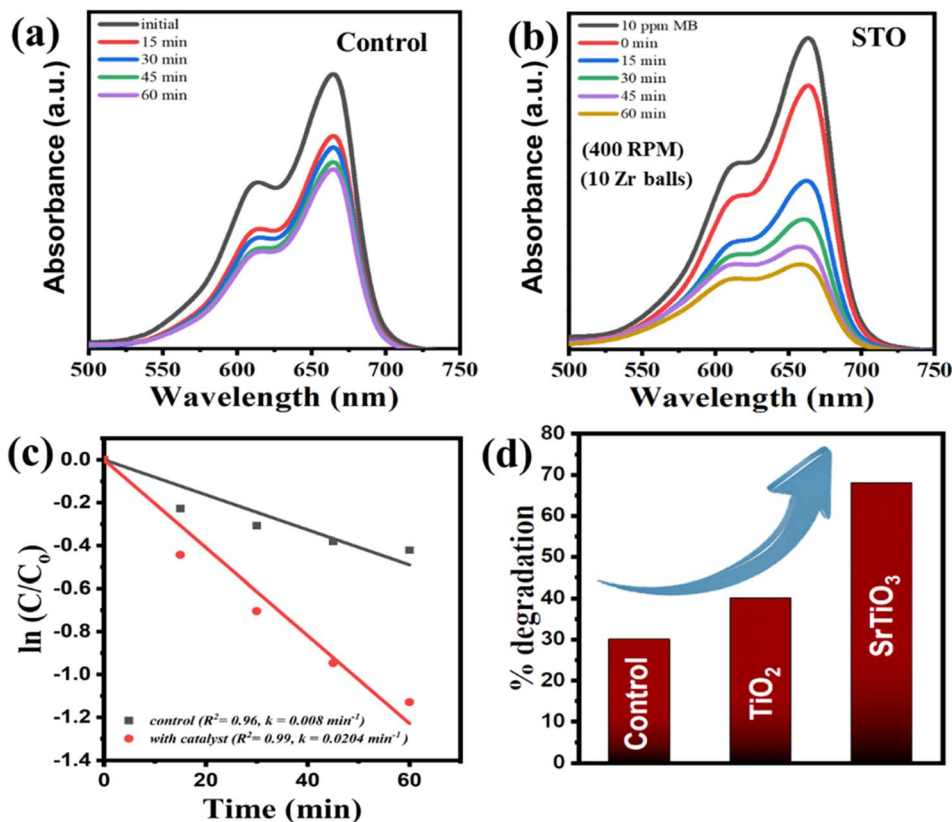 (a)
initial
15 min
30 min
45 min
60 min
Control
Absorbance (a.u.)
500 550 600 650 700 750
Wavelength (nm)
(b)
10 ppm MB
0 min
15 min
30 min
45 min
60 min
STO
(400 RPM)
(10 Zr balls)
Absorbance (a.u.)
500 550 600 650 700 750
Wavelength (nm)
(c)
0.0
-0.2
-0.4
-0.6
-0.8
-1.0
-1.2
-1.4
ln (C/C₀)
control (R²= 0.96, k = 0.008 min⁻¹)
with catalyst (R²= 0.99, k = 0.0204 min⁻¹)
0 20 40 60
Time (min)
(d)
80
70
60
50
40
30
20
10
0
% degradation
Control
TiO₂
SrTiO₃